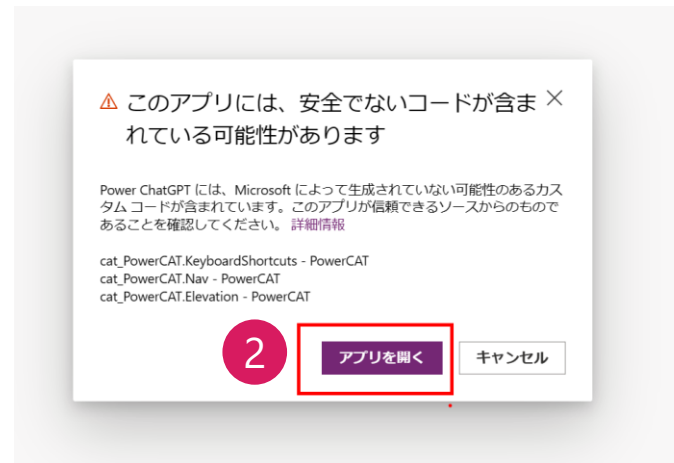 このアプリには、安全でないコードが含ま
れている可能性があります
Power ChatGPT には、Microsoft によって生成されていない可能性のあるカス
タム コードが含まれています。このアプリが信頼できるソースからのもので
あることを確認してください。 詳細情報
cat_PowerCAT.KeyboardShortcuts - PowerCAT
cat_PowerCAT.Nav - PowerCAT
cat_PowerCAT.Elevation - PowerCAT
2 アプリを開く キャンセル